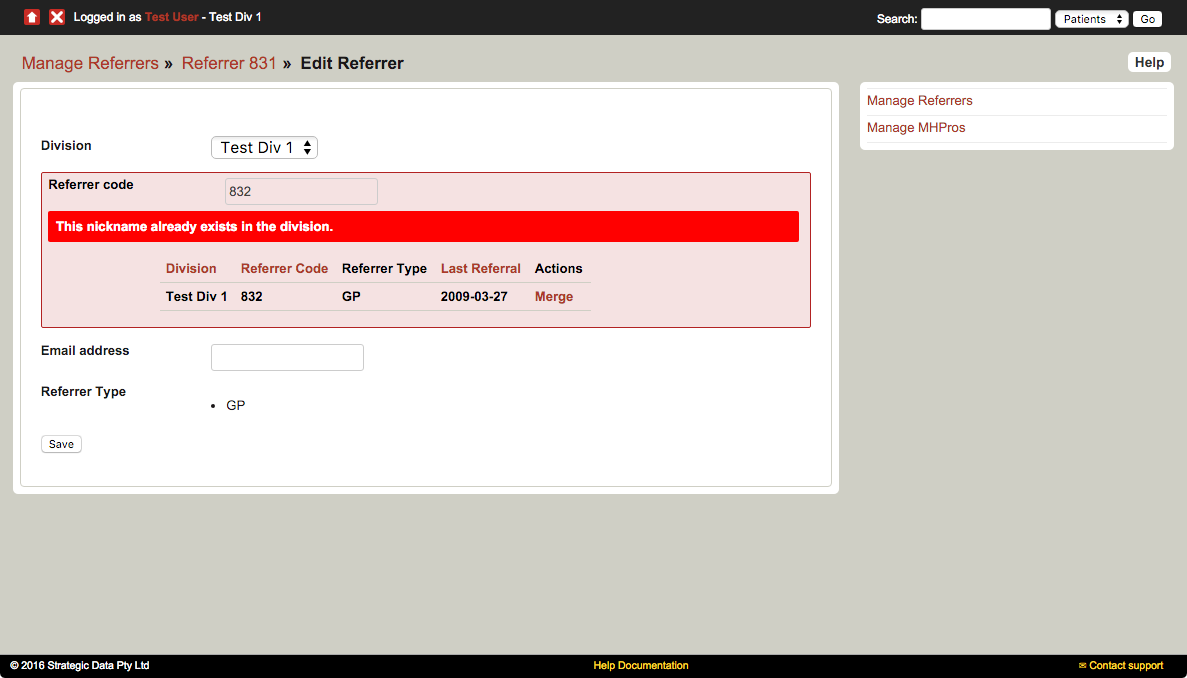 Logged in as Test User - Test Div 1
Search: Patients Go
Manage Referrers » Referrer 831 » Edit Referrer
Help
Manage Referrers
Manage MHPros
Division Test Div 1
Referrer code 832
This nickname already exists in the division.
Division Referrer Code Referrer Type Last Referral Actions
Test Div 1 832 GP 2009-03-27 Merge
Email address
Referrer Type
• GP
Save
© 2016 Strategic Data Pty Ltd Help Documentation ✉ Contact support